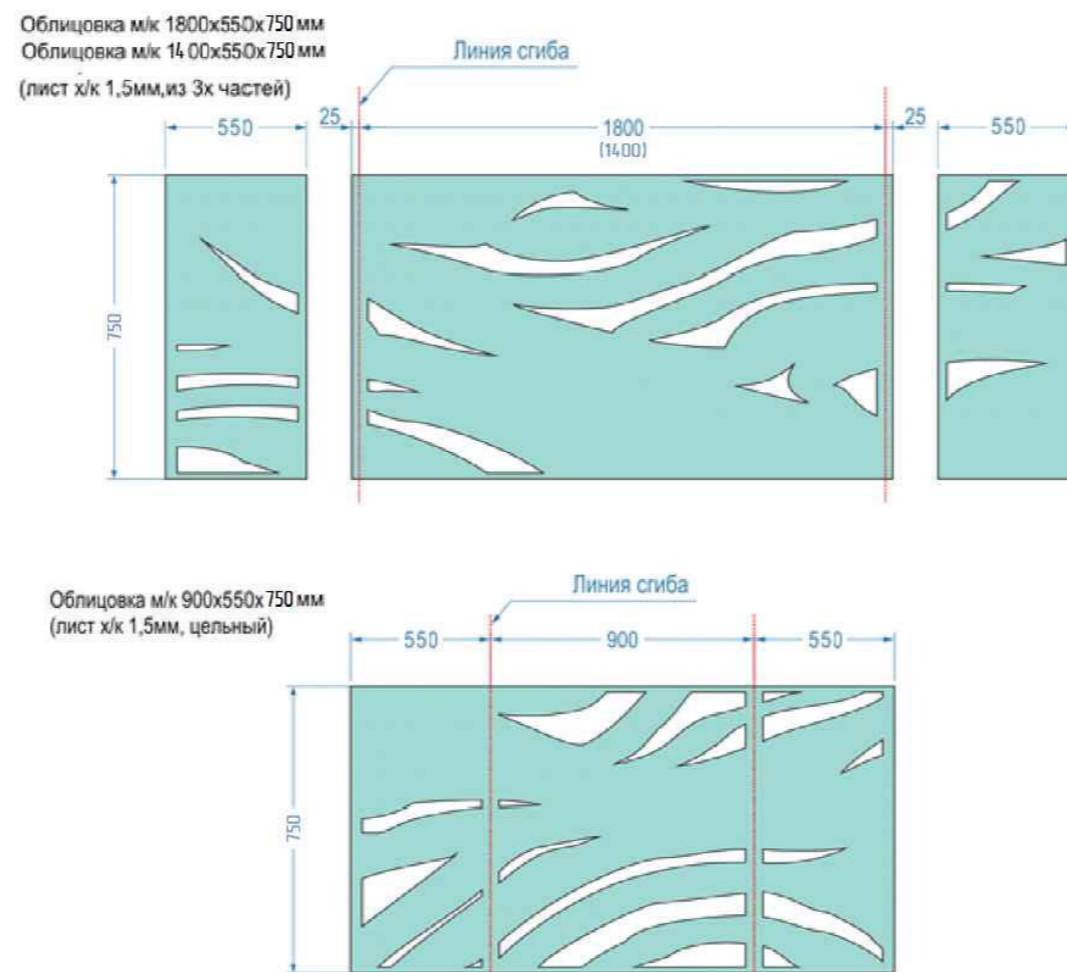 Облицовка м/к 1800х550х750 мм
Облицовка м/к 1400х550х750 мм
(лист х/к 1,5мм,из 3х частей)
Линия сгиба
550
25
1800
(1400)
25
550
750
Облицовка м/к 900х550х750 мм
(лист х/к 1,5мм, цельный)
Линия сгиба
550
900
550
750